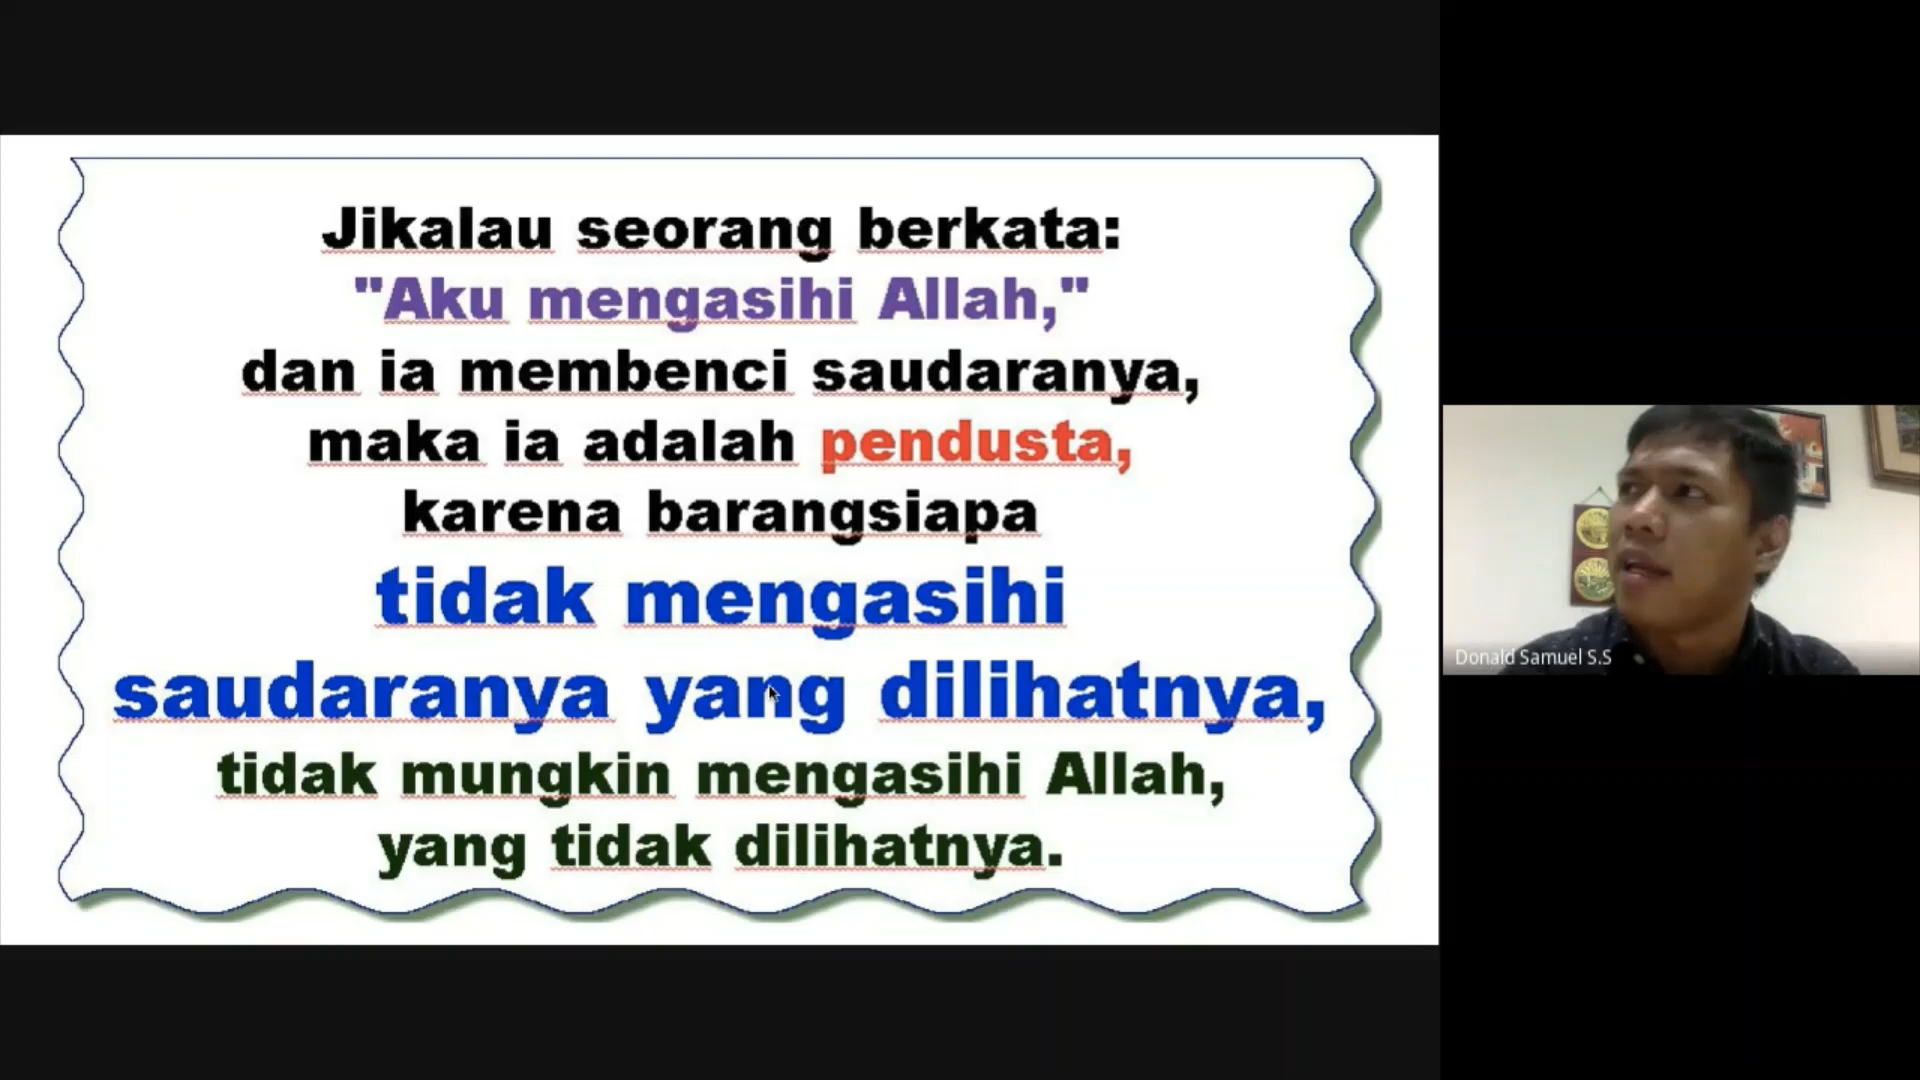 Jikalau seorang berkata:
"Aku mengasihi Allah,"
dan ia membenci saudaranya,
maka ia adalah pendusta,
karena barangsiapa
tidak mengasihi
saudaranya yang dilihatnya,
tidak mungkin mengasihi Allah,
yang tidak dilihatnya.
Donald Samuel S.S